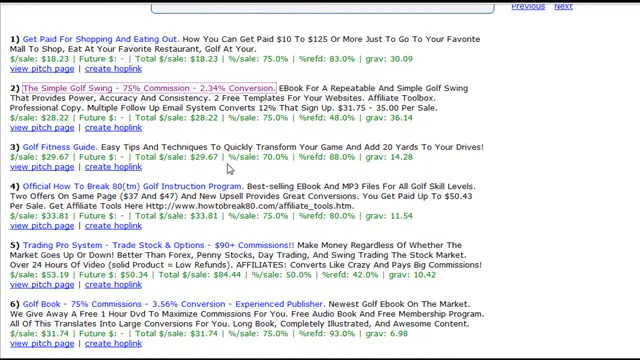 Previous Next
1) Get Paid For Shopping And Eating Out. How You Can Get Paid $10 To $125 Or More Just To Go To Your Favorite
Mall To Shop, Eat At Your Favorite Restaurant, Golf At Your.
$/sale: $18.23 | Future $: - | Total $/sale: $18.23 | %/sale: 75.0% | %refd: 83.0% | grav: 30.09
view pitch page | create hoplink
2) The Simple Golf Swing - 75% Commission - 2.34% Conversion. EBook For A Repeatable And Simple Golf Swing
That Provides Power, Accuracy And Consistency. 2 Free Templates For Your Websites. Affiliate Toolbox.
Professional Copy. Multiple Follow Up Email System Converts 12% That Sign Up. $31.75 - 35.00 Per Sale.
$/sale: $28.22 | Future $: - | Total $/sale: $28.22 | %/sale: 75.0% | %refd: 48.0% | grav: 36.14
view pitch page | create hoplink
3) Golf Fitness Guide. Easy Tips And Techniques To Quickly Transform Your Game And Add 20 Yards To Your Drives!
$/sale: $29.67 | Future $: - | Total $/sale: $29.67 | %/sale: 70.0% | %refd: 88.0% | grav: 14.28
view pitch page | create hoplink
4) Official How To Break 80(tm) Golf Instruction Program. Best-selling EBook And MP3 Files For All Golf Skill Levels.
Two Offers On Same Page ($37 And $47) And New Upsell Provides Great Conversions. You Get Paid Up To $50.43
Per Sale. Get Affiliate Tools Here Http://www.howtobreak80.com/affiliate_tools.htm.
$/sale: $33.81 | Future $: - | Total $/sale: $33.81 | %/sale: 75.0% | %refd: 80.0% | grav: 11.54
view pitch page | create hoplink
5) Trading Pro System - Trade Stock & Options - $90+ Commissions!! Make Money Regardless Of Whether The
Market Goes Up Or Down! Better Than Forex, Penny Stocks, Day Trading, And Swing Trading The Stock Market.
Over 24 Hours Of Video (solid Product = Low Refunds). AFFILIATES: Converts Like Crazy And Pays Big Commissions!
$/sale: $53.19 | Future $: $50.34 | Total $/sale: $84.44 | %/sale: 50.0% | %refd: 42.0% | grav: 10.42
view pitch page | create hoplink
6) Golf Book - 75% Commissions - 3.56% Conversion - Experienced Publisher. Newest Golf Ebook On The Market.
We Give Away A Free 1 Hour Dvd To Maximize Commissions For You. Free Audio Book And Free Membership Program.
All Of This Translates Into Large Conversions For You. Long Book, Completely Illustrated, And Awesome Content.
$/sale: $31.74 | Future $: - | Total $/sale: $31.74 | %/sale: 75.0% | %refd: 93.0% | grav: 6.98
view pitch page | create hoplink